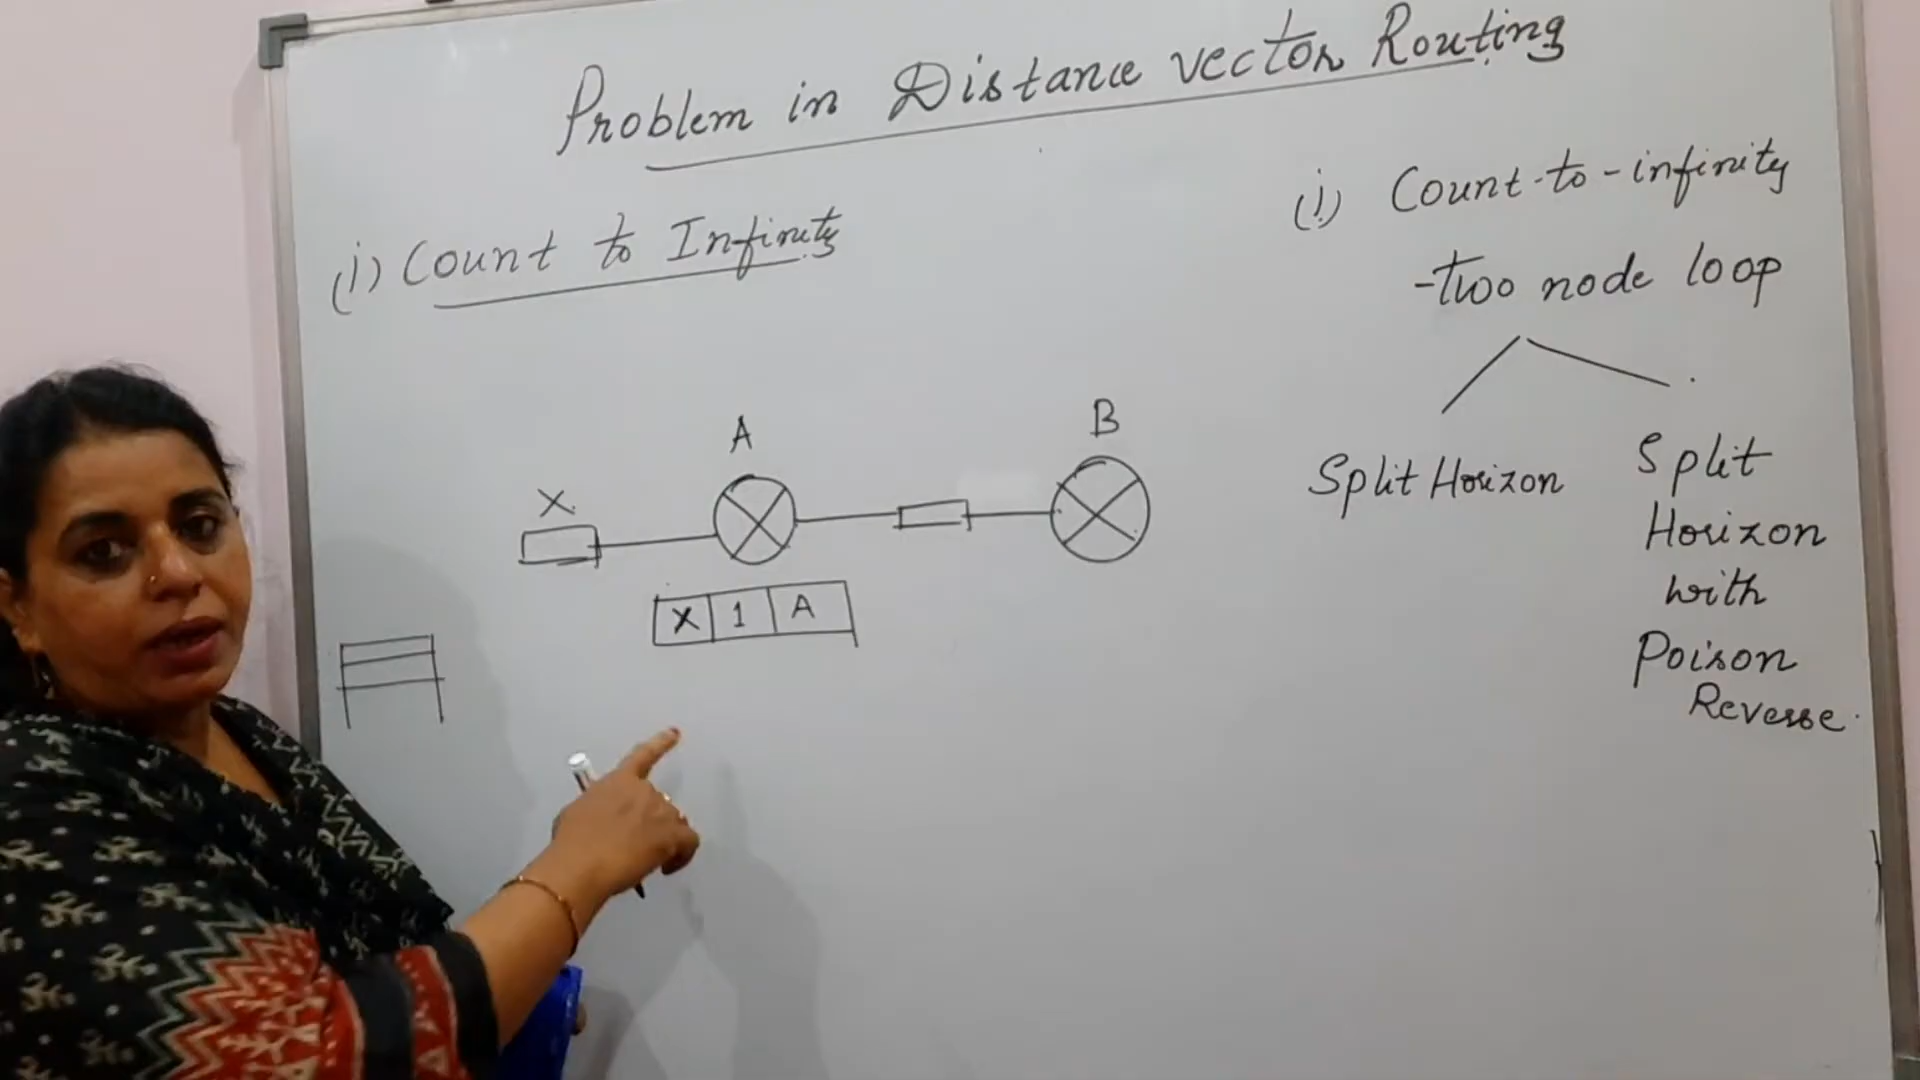 Problem in Distance vector Routing
(i) Count to Infinity
A
B
X
X 1 A
(i) Count-to-infinity
-two node loop
Split Horizon
Split
Horizon
with
Poison
Reverse